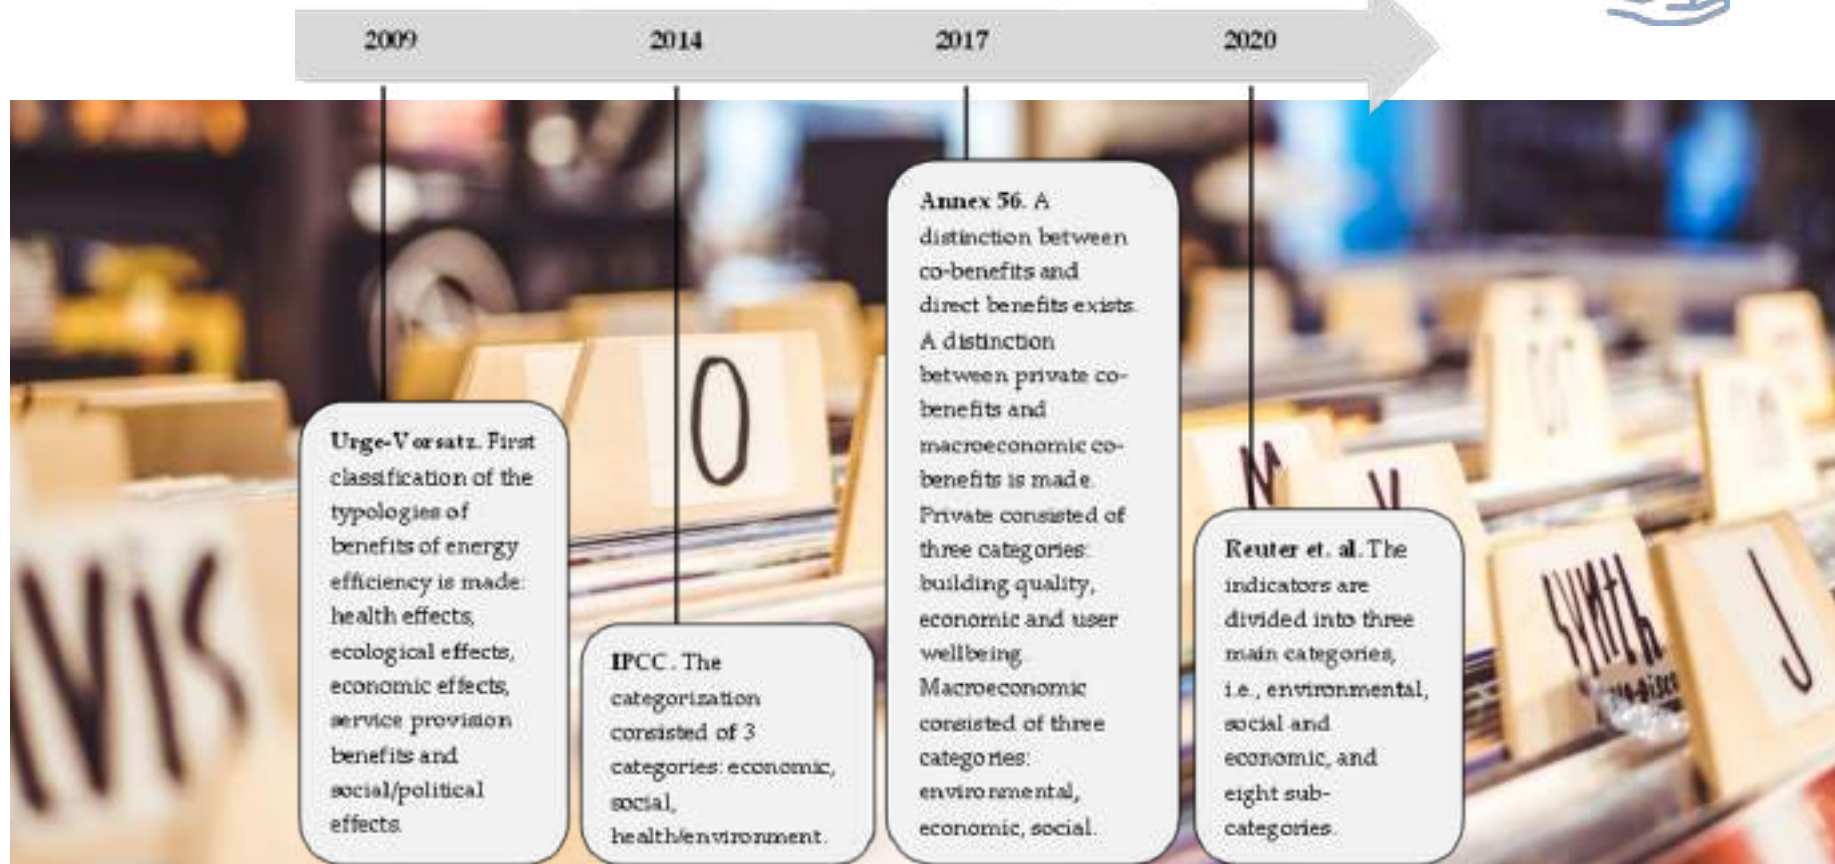 2009
2014
2017
2020
Urge-Vorsatz. First
classification of the
typologies of
benefits of energy
efficiency is made:
health effects,
ecological effects,
economic effects,
service provision
benefits and
social/political
effects.
IPCC. The
categorization
consisted of 3
categories: economic,
social,
health/environment.
Annex 56. A
distinction between
co-benefits and
direct benefits exists.
A distinction
between private co-
benefits and
macroeconomic co-
benefits is made.
Private consisted of
three categories:
building quality,
economic and user
wellbeing.
Macroeconomic
consisted of three
categories:
environmental,
economic, social.
Reuter et. al. The
indicators are
divided into three
main categories,
i.e., environmental,
social and
economic, and
eight sub-
categories.
O
SYNTH
J